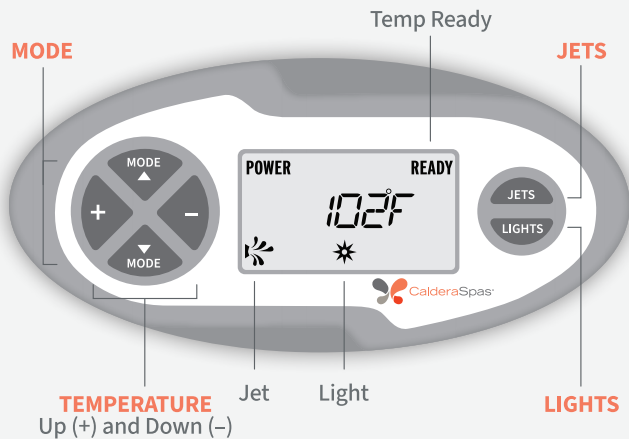 Temp Ready
MODE
JETS
MODE
POWER
READY
+
–
102°F
JETS
LIGHTS
MODE
CalderaSpas®
TEMPERATURE
Up (+) and Down (–)
Jet
Light
LIGHTS